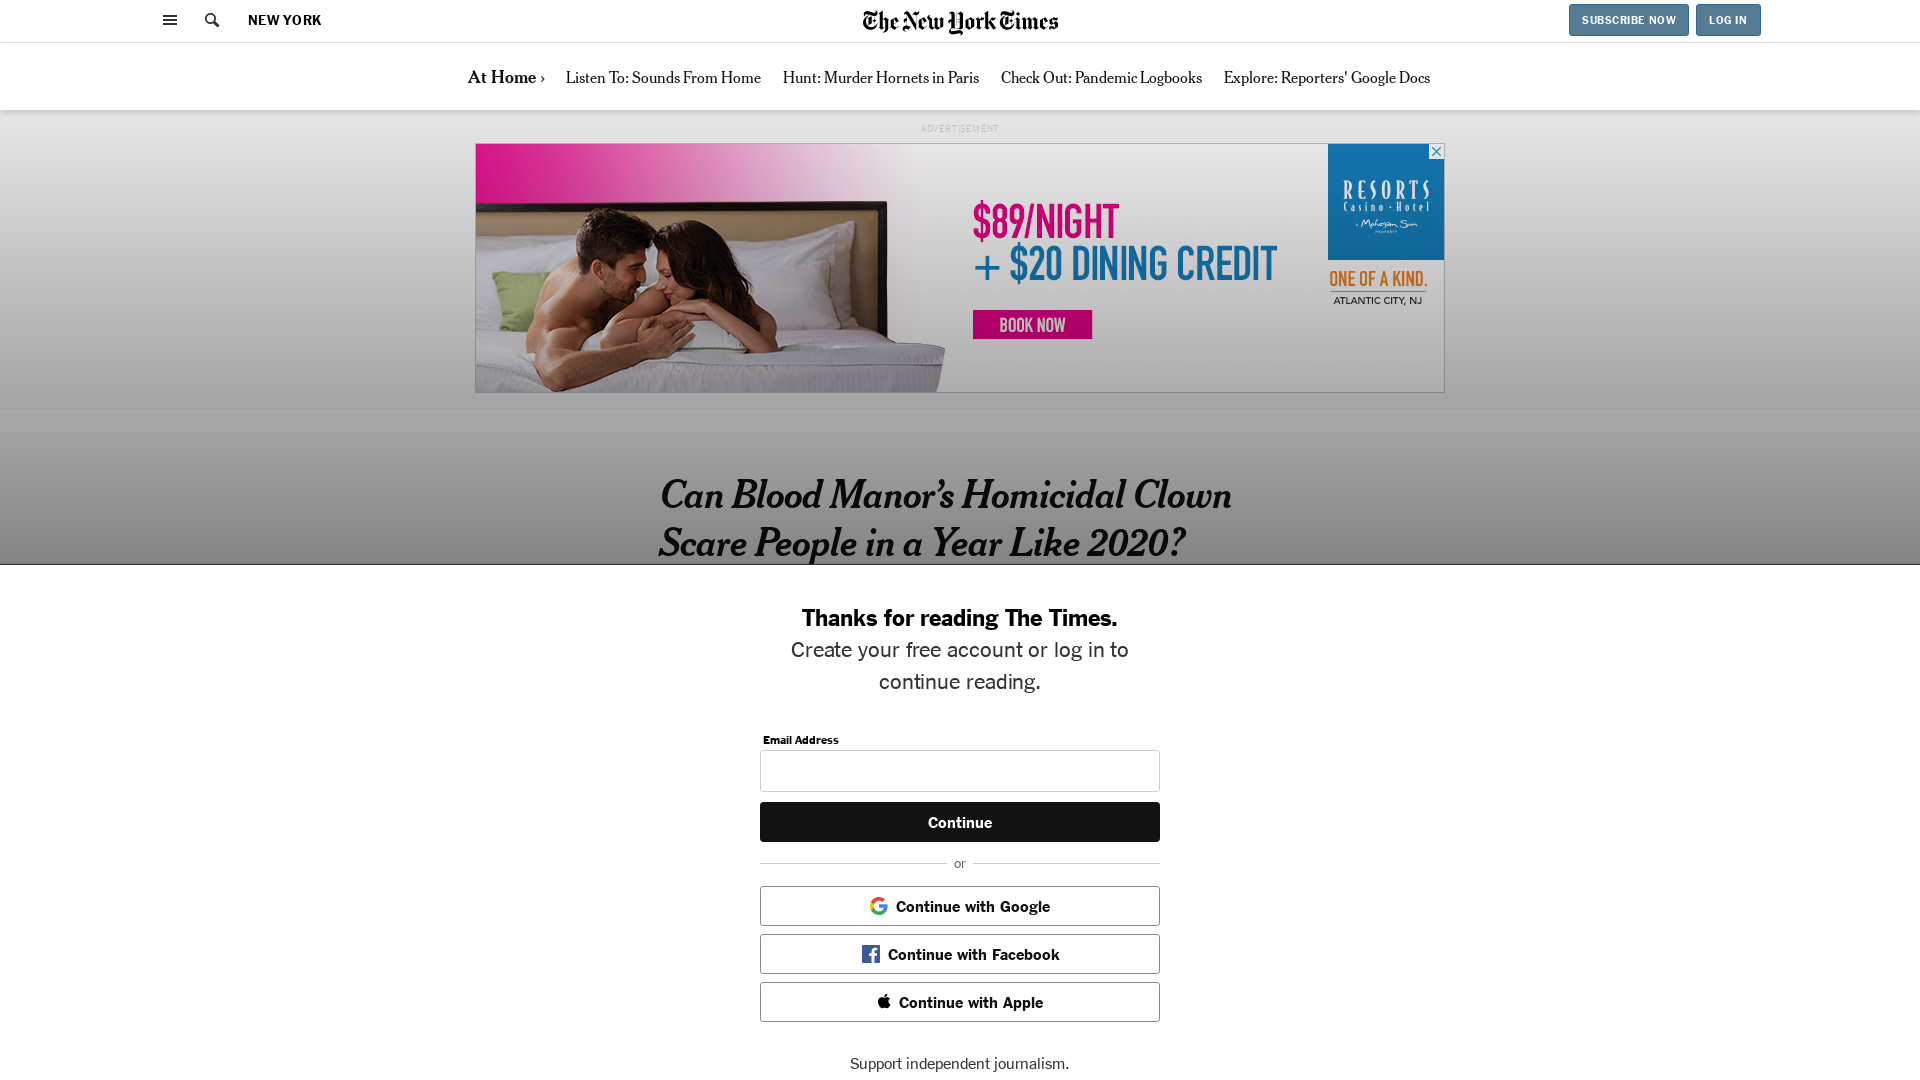 NEW YORK
The New York Times
SUBSCRIBE NOW
LOG IN
At Home ›
Listen To: Sounds From Home
Hunt: Murder Hornets in Paris
Check Out: Pandemic Logbooks
Explore: Reporters' Google Docs
ADVERTISEMENT
$89/NIGHT
+ $20 DINING CREDIT
BOOK NOW
RESORTS
Casino • Hotel
a Mohegan Sun
PROPERTY
ONE OF A KIND.
ATLANTIC CITY, NJ
Can Blood Manor’s Homicidal Clown
Scare People in a Year Like 2020?
Thanks for reading The Times.
Create your free account or log in to
continue reading.
Email Address
Continue
or
Continue with Google
Continue with Facebook
Continue with Apple
Support independent journalism.